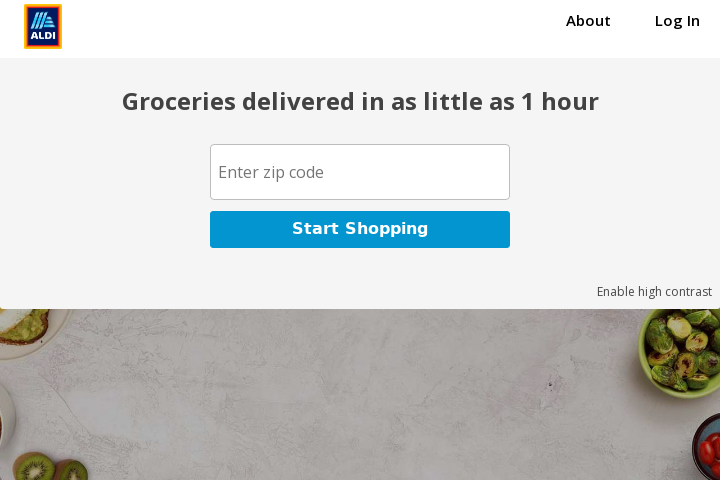 ALDI
About
Log In
Groceries delivered in as little as 1 hour
Enter zip code
Start Shopping
Enable high contrast